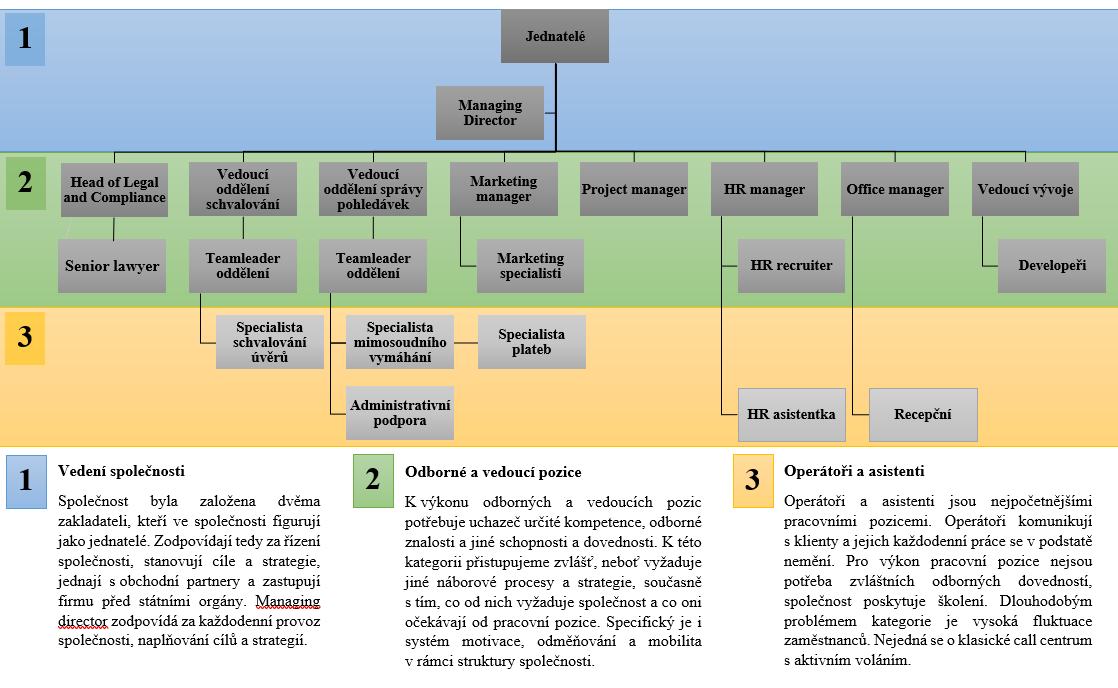 1
Jednatelé
Managing
Director
2
Head of Legal
and Compliance
Vedoucí
oddělení
schvalování
Vedoucí
oddělení správy
pohledávek
Marketing
manager
Project manager
HR manager
Office manager
Vedoucí vývoje
Senior lawyer
Teamleader
oddělení
Teamleader
oddělení
Marketing
specialisti
HR recruiter
Developeři
3
Specialista
schvalování
úvěrů
Specialista
mimosoudního
vymáhání
Specialista
plateb
Administrativní
podpora
HR asistentka
Recepční
1
Vedení společnosti
Společnost byla založena dvěma
zakladateli, kteří ve společnosti figurují
jako jednatelé. Zodpovídají tedy za řízení
společnosti, stanovují cíle a strategie,
jednají s obchodní partnery a zastupují
firmu před státními orgány. Managing
director zodpovídá za každodenní provoz
společnosti, naplňování cílů a strategií.
2
Odborné a vedoucí pozice
K výkonu odborných a vedoucích pozic
potřebuje uchazeč určité kompetence, odborné
znalosti a jiné schopnosti a dovednosti. K této
kategorii přistupujeme zvlášť, neboť vyžaduje
jiné náborové procesy a strategie, současně
s tím, co od nich vyžaduje společnost a co oni
očekávají od pracovní pozice. Specifický je i
systém motivace, odměňování a mobilita
v rámci struktury společnosti.
3
Operátoři a asistenti
Operátoři a asistenti jsou nejpočetnějšími
pracovními pozicemi. Operátoři komunikují
s klienty a jejich každodenní práce se v podstatě
nemění. Pro výkon pracovní pozice nejsou
potřeba zvláštních odborných dovedností,
společnost poskytuje školení. Dlouhodobým
problémem kategorie je vysoká fluktuace
zaměstnanců. Nejedná se o klasické call centrum
s aktivním voláním.